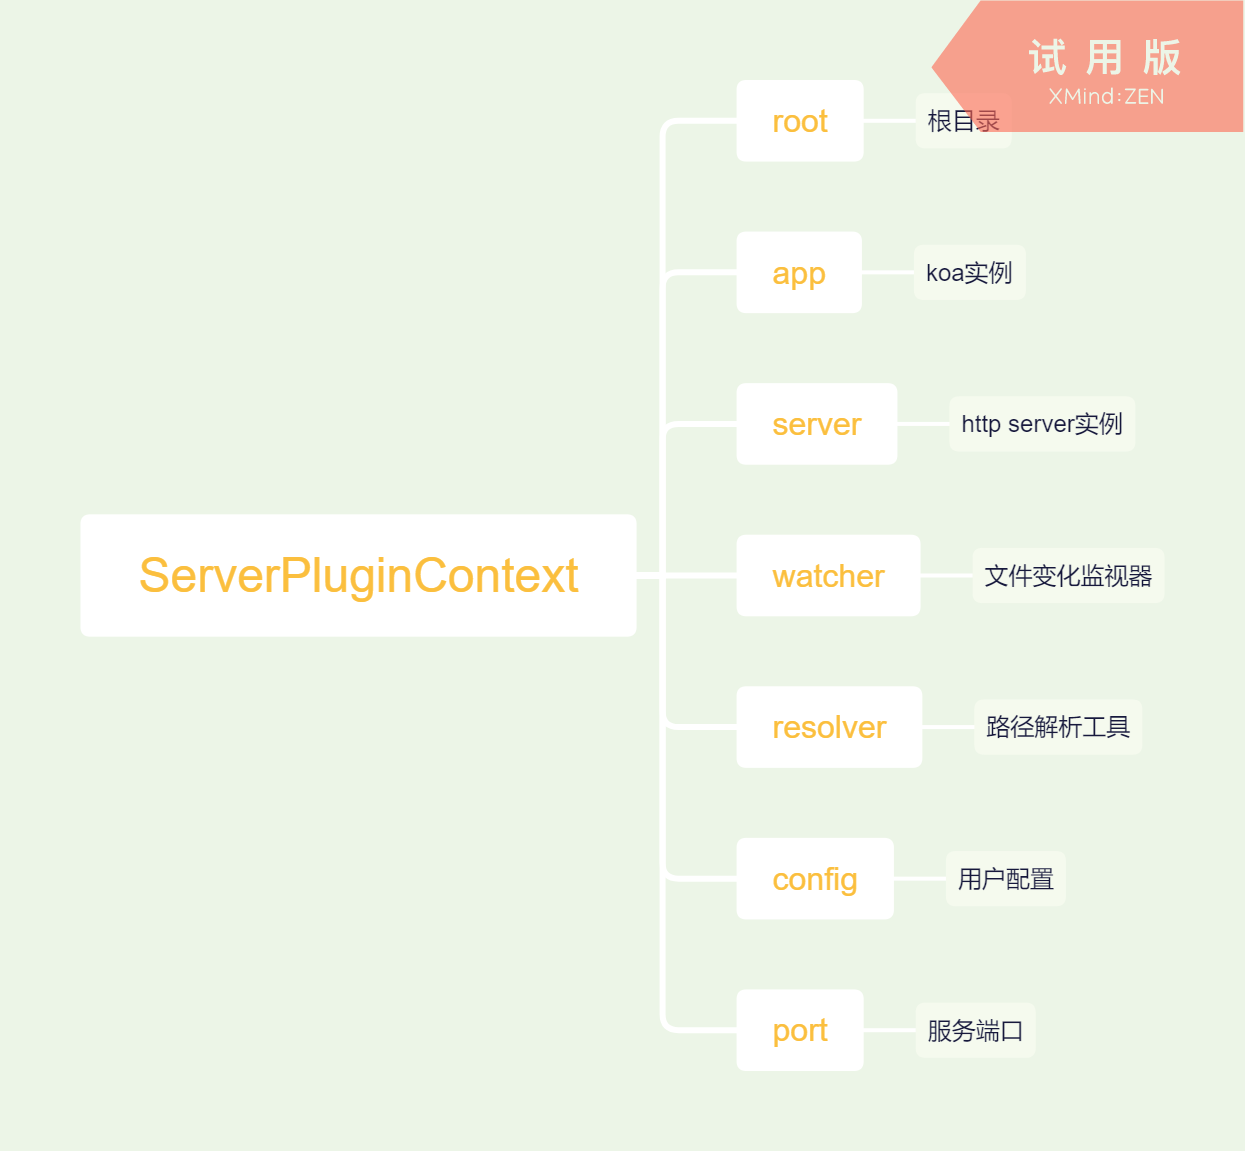 试用版
XMind:ZEN
root
根目录
app
koa实例
server
http server实例
ServerPluginContext
watcher
文件变化监视器
resolver
路径解析工具
config
用户配置
port
服务端口